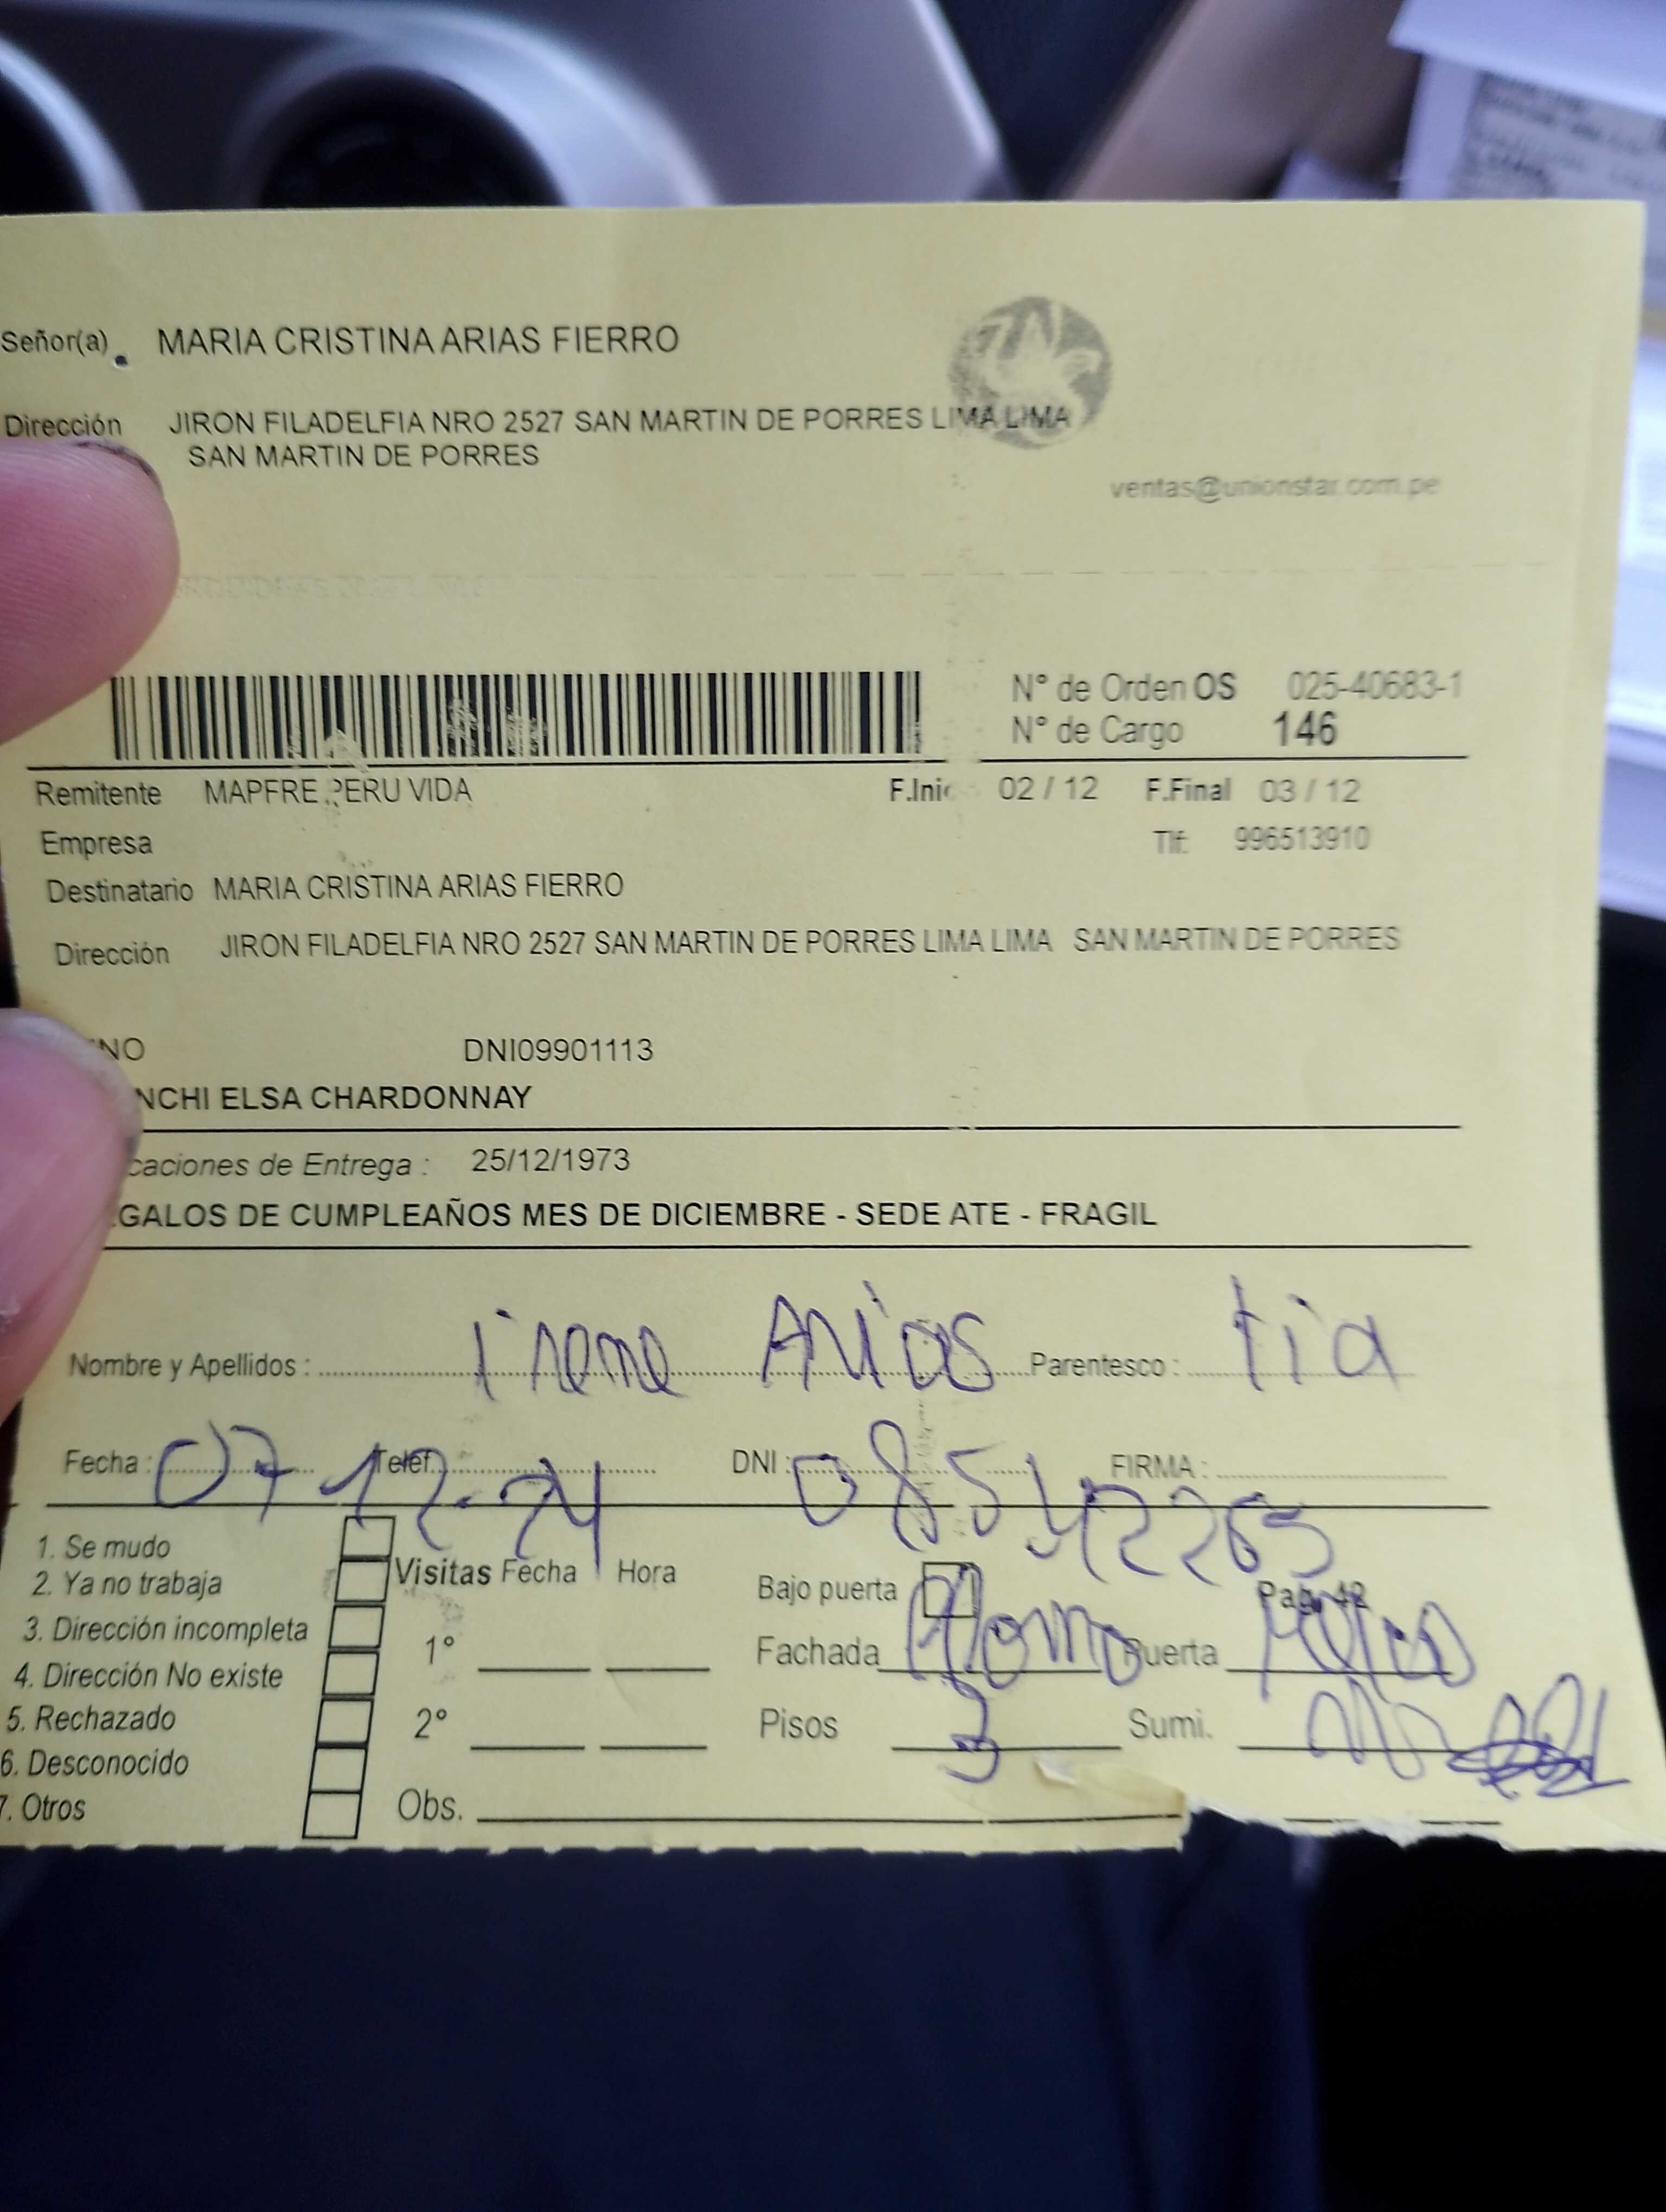 Señor(a). MARIA CRISTINA ARIAS FIERRO
Dirección JIRON FILADELFIA NRO 2527 SAN MARTIN DE PORRES LIMA LIMA
SAN MARTIN DE PORRES
ventas@unionstar.com.pe
N° de Orden OS 025-40683-1
N° de Cargo 146
Remitente MAPFRE PERU VIDA F.Inic 02 / 12 F.Final 03 / 12
Empresa Tlf: 996513910
Destinatario MARIA CRISTINA ARIAS FIERRO
Dirección JIRON FILADELFIA NRO 2527 SAN MARTIN DE PORRES LIMA LIMA SAN MARTIN DE PORRES
NO DNI09901113
NCHI ELSA CHARDONNAY
caciones de Entrega : 25/12/1973
GALOS DE CUMPLEAÑOS MES DE DICIEMBRE - SEDE ATE - FRAGIL
Nombre y Apellidos : Irene Arias Parentesco : tia
Fecha : 07-12-24 Telef. DNI : 08542265 FIRMA :
1. Se mudo
2. Ya no trabaja
3. Dirección incompleta
4. Dirección No existe
5. Rechazado
6. Desconocido
7. Otros
Visitas Fecha Hora
1°
2°
Obs.
Bajo puerta Pag. 42
Fachada Puerta
Pisos 3 Sumi.